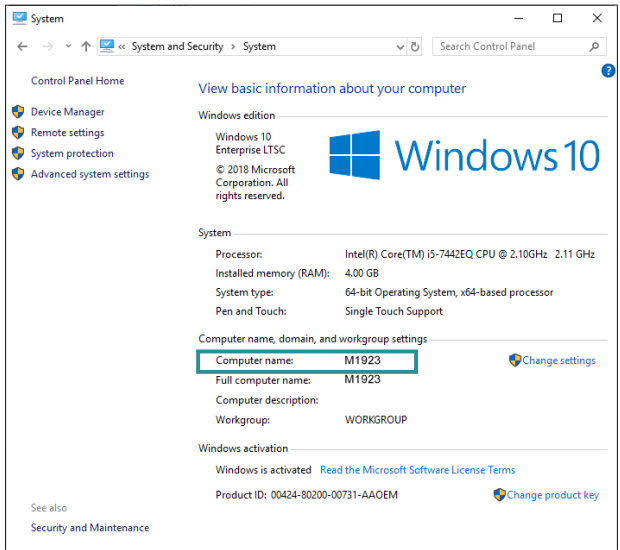 System
« System and Security > System
Search Control Panel
?
Control Panel Home
Device Manager
Remote settings
System protection
Advanced system settings
View basic information about your computer
Windows edition
Windows 10
Enterprise LTSC
© 2018 Microsoft
Corporation. All
rights reserved.
Windows 10
System
Processor: Intel(R) Core(TM) i5-7442EQ CPU @ 2.10GHz 2.11 GHz
Installed memory (RAM): 4.00 GB
System type: 64-bit Operating System, x64-based processor
Pen and Touch: Single Touch Support
Computer name, domain, and workgroup settings
Computer name: M1923 Change settings
Full computer name: M1923
Computer description:
Workgroup: WORKGROUP
Windows activation
Windows is activated Read the Microsoft Software License Terms
Product ID: 00424-80200-00731-AAOEM Change product key
See also
Security and Maintenance